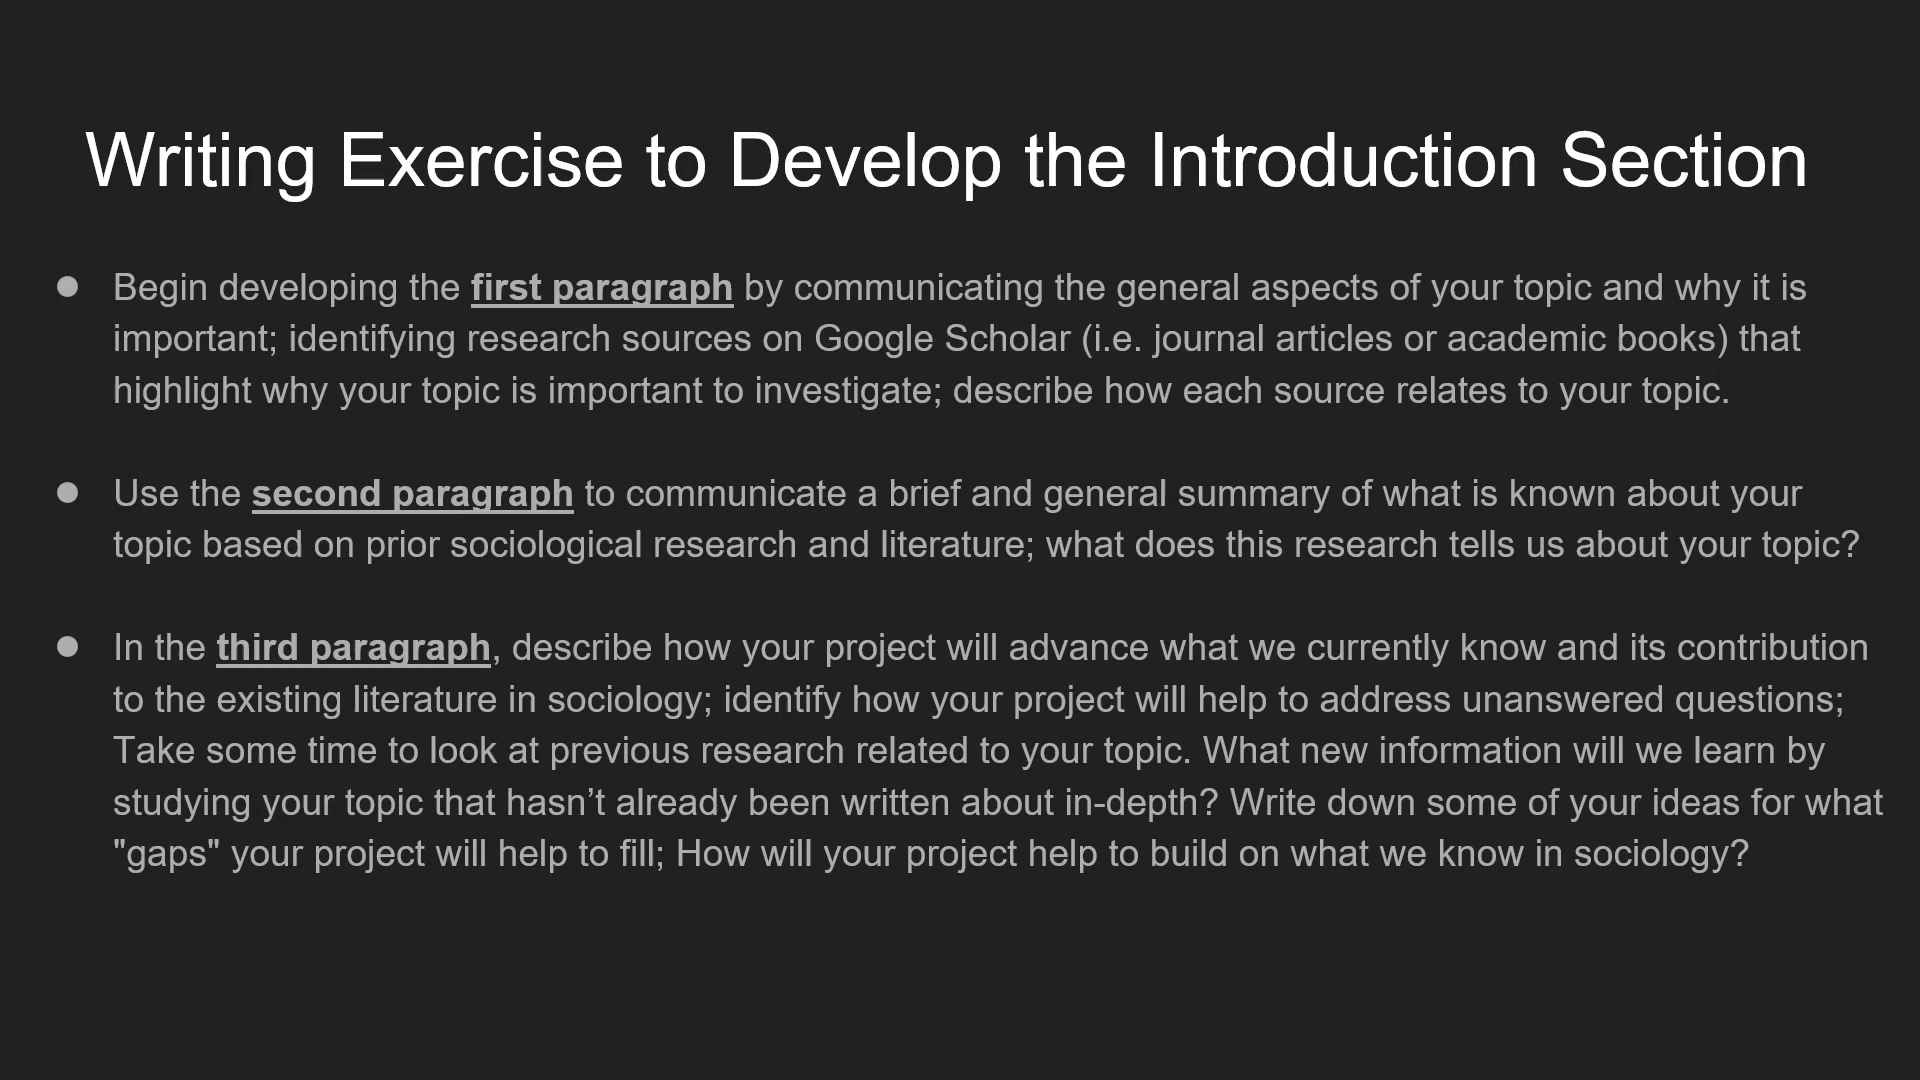 Writing Exercise to Develop the Introduction Section
● Begin developing the first paragraph by communicating the general aspects of your topic and why it is
important; identifying research sources on Google Scholar (i.e. journal articles or academic books) that
highlight why your topic is important to investigate; describe how each source relates to your topic.
● Use the second paragraph to communicate a brief and general summary of what is known about your
topic based on prior sociological research and literature; what does this research tells us about your topic?
● In the third paragraph, describe how your project will advance what we currently know and its contribution
to the existing literature in sociology; identify how your project will help to address unanswered questions;
Take some time to look at previous research related to your topic. What new information will we learn by
studying your topic that hasn’t already been written about in-depth? Write down some of your ideas for what
"gaps" your project will help to fill; How will your project help to build on what we know in sociology?